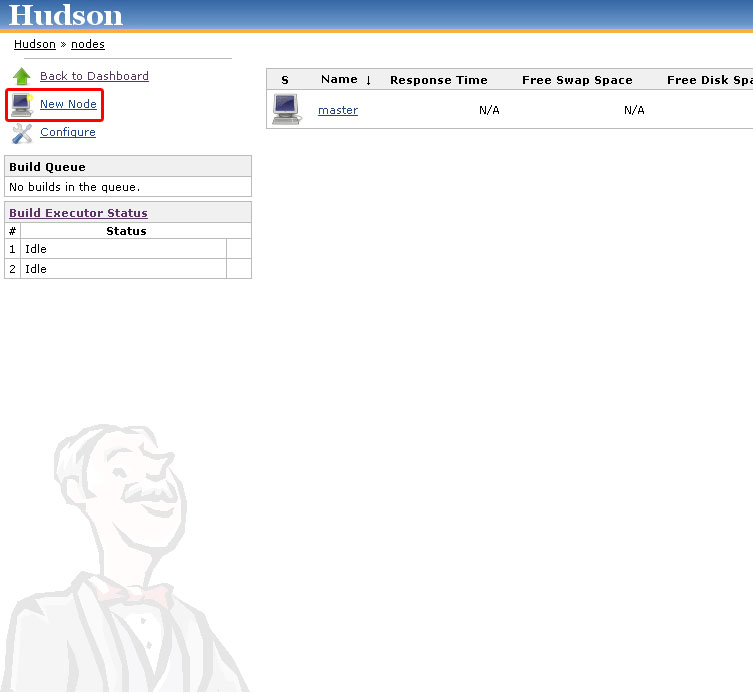 Hudson
Hudson » nodes
Back to Dashboard
New Node
Configure
Build Queue
No builds in the queue.
Build Executor Status
# Status
1 Idle
2 Idle
S Name ↓ Response Time Free Swap Space Free Disk Spa
master N/A N/A